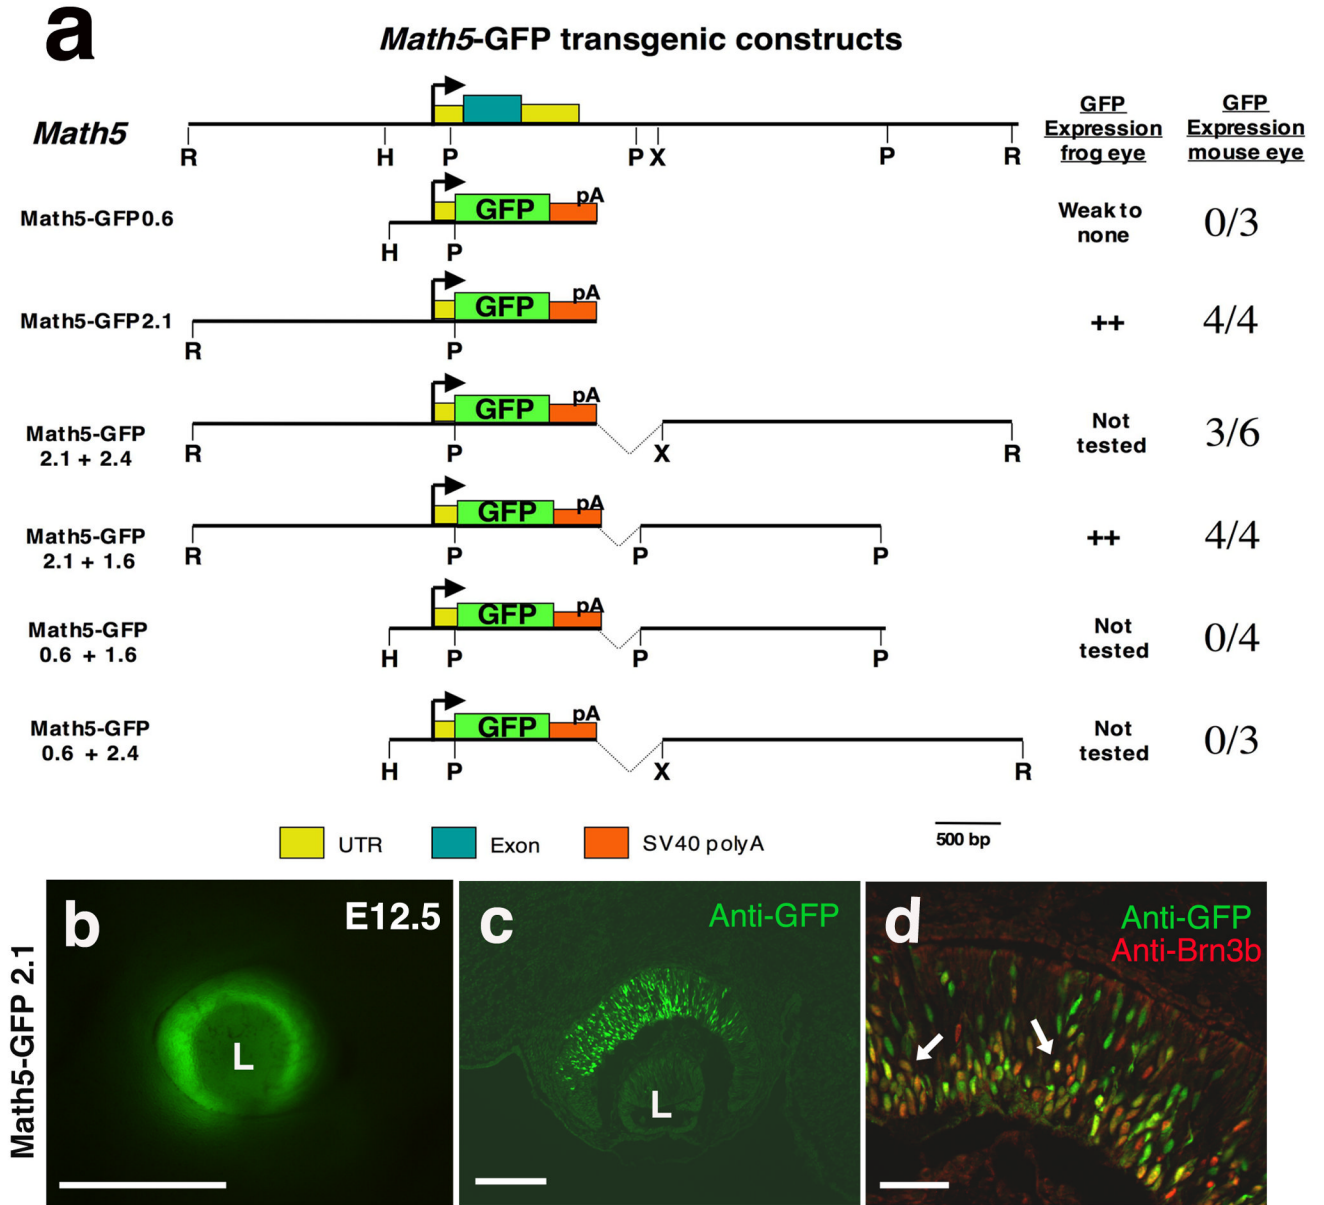 a
Math5-GFP transgenic constructs
GFP
Expression
frog eye
GFP
Expression
mouse eye
Math5
R H P P X P R
Math5-GFP0.6
GFP
pA
H P
Weak to
none
0/3
Math5-GFP2.1
GFP
pA
R P
++
4/4
Math5-GFP
2.1 + 2.4
GFP
pA
R P X R
Not
tested
3/6
Math5-GFP
2.1 + 1.6
GFP
pA
R P P P
++
4/4
Math5-GFP
0.6 + 1.6
GFP
pA
H P P P
Not
tested
0/4
Math5-GFP
0.6 + 2.4
GFP
pA
H P X R
Not
tested
0/3
UTR
Exon
SV40 polyA
500 bp
Math5-GFP 2.1
b
E12.5
L
c
Anti-GFP
L
d
Anti-GFP
Anti-Brn3b